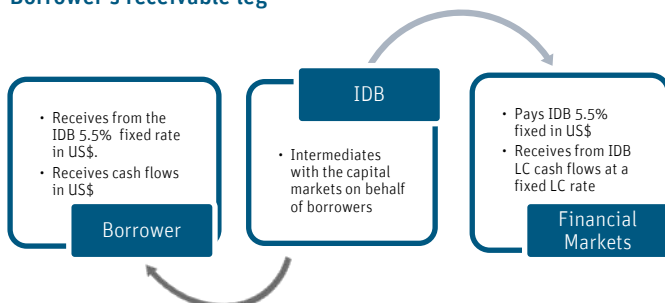 Borrower's receivable leg
• Receives from the
IDB 5.5% fixed rate
in US$.
• Receives cash flows
in US$
Borrower
IDB
• Intermediates
with the capital
markets on behalf
of borrowers
• Pays IDB 5.5%
fixed in US$
• Receives from IDB
LC cash flows at a
fixed LC rate
Financial
Markets